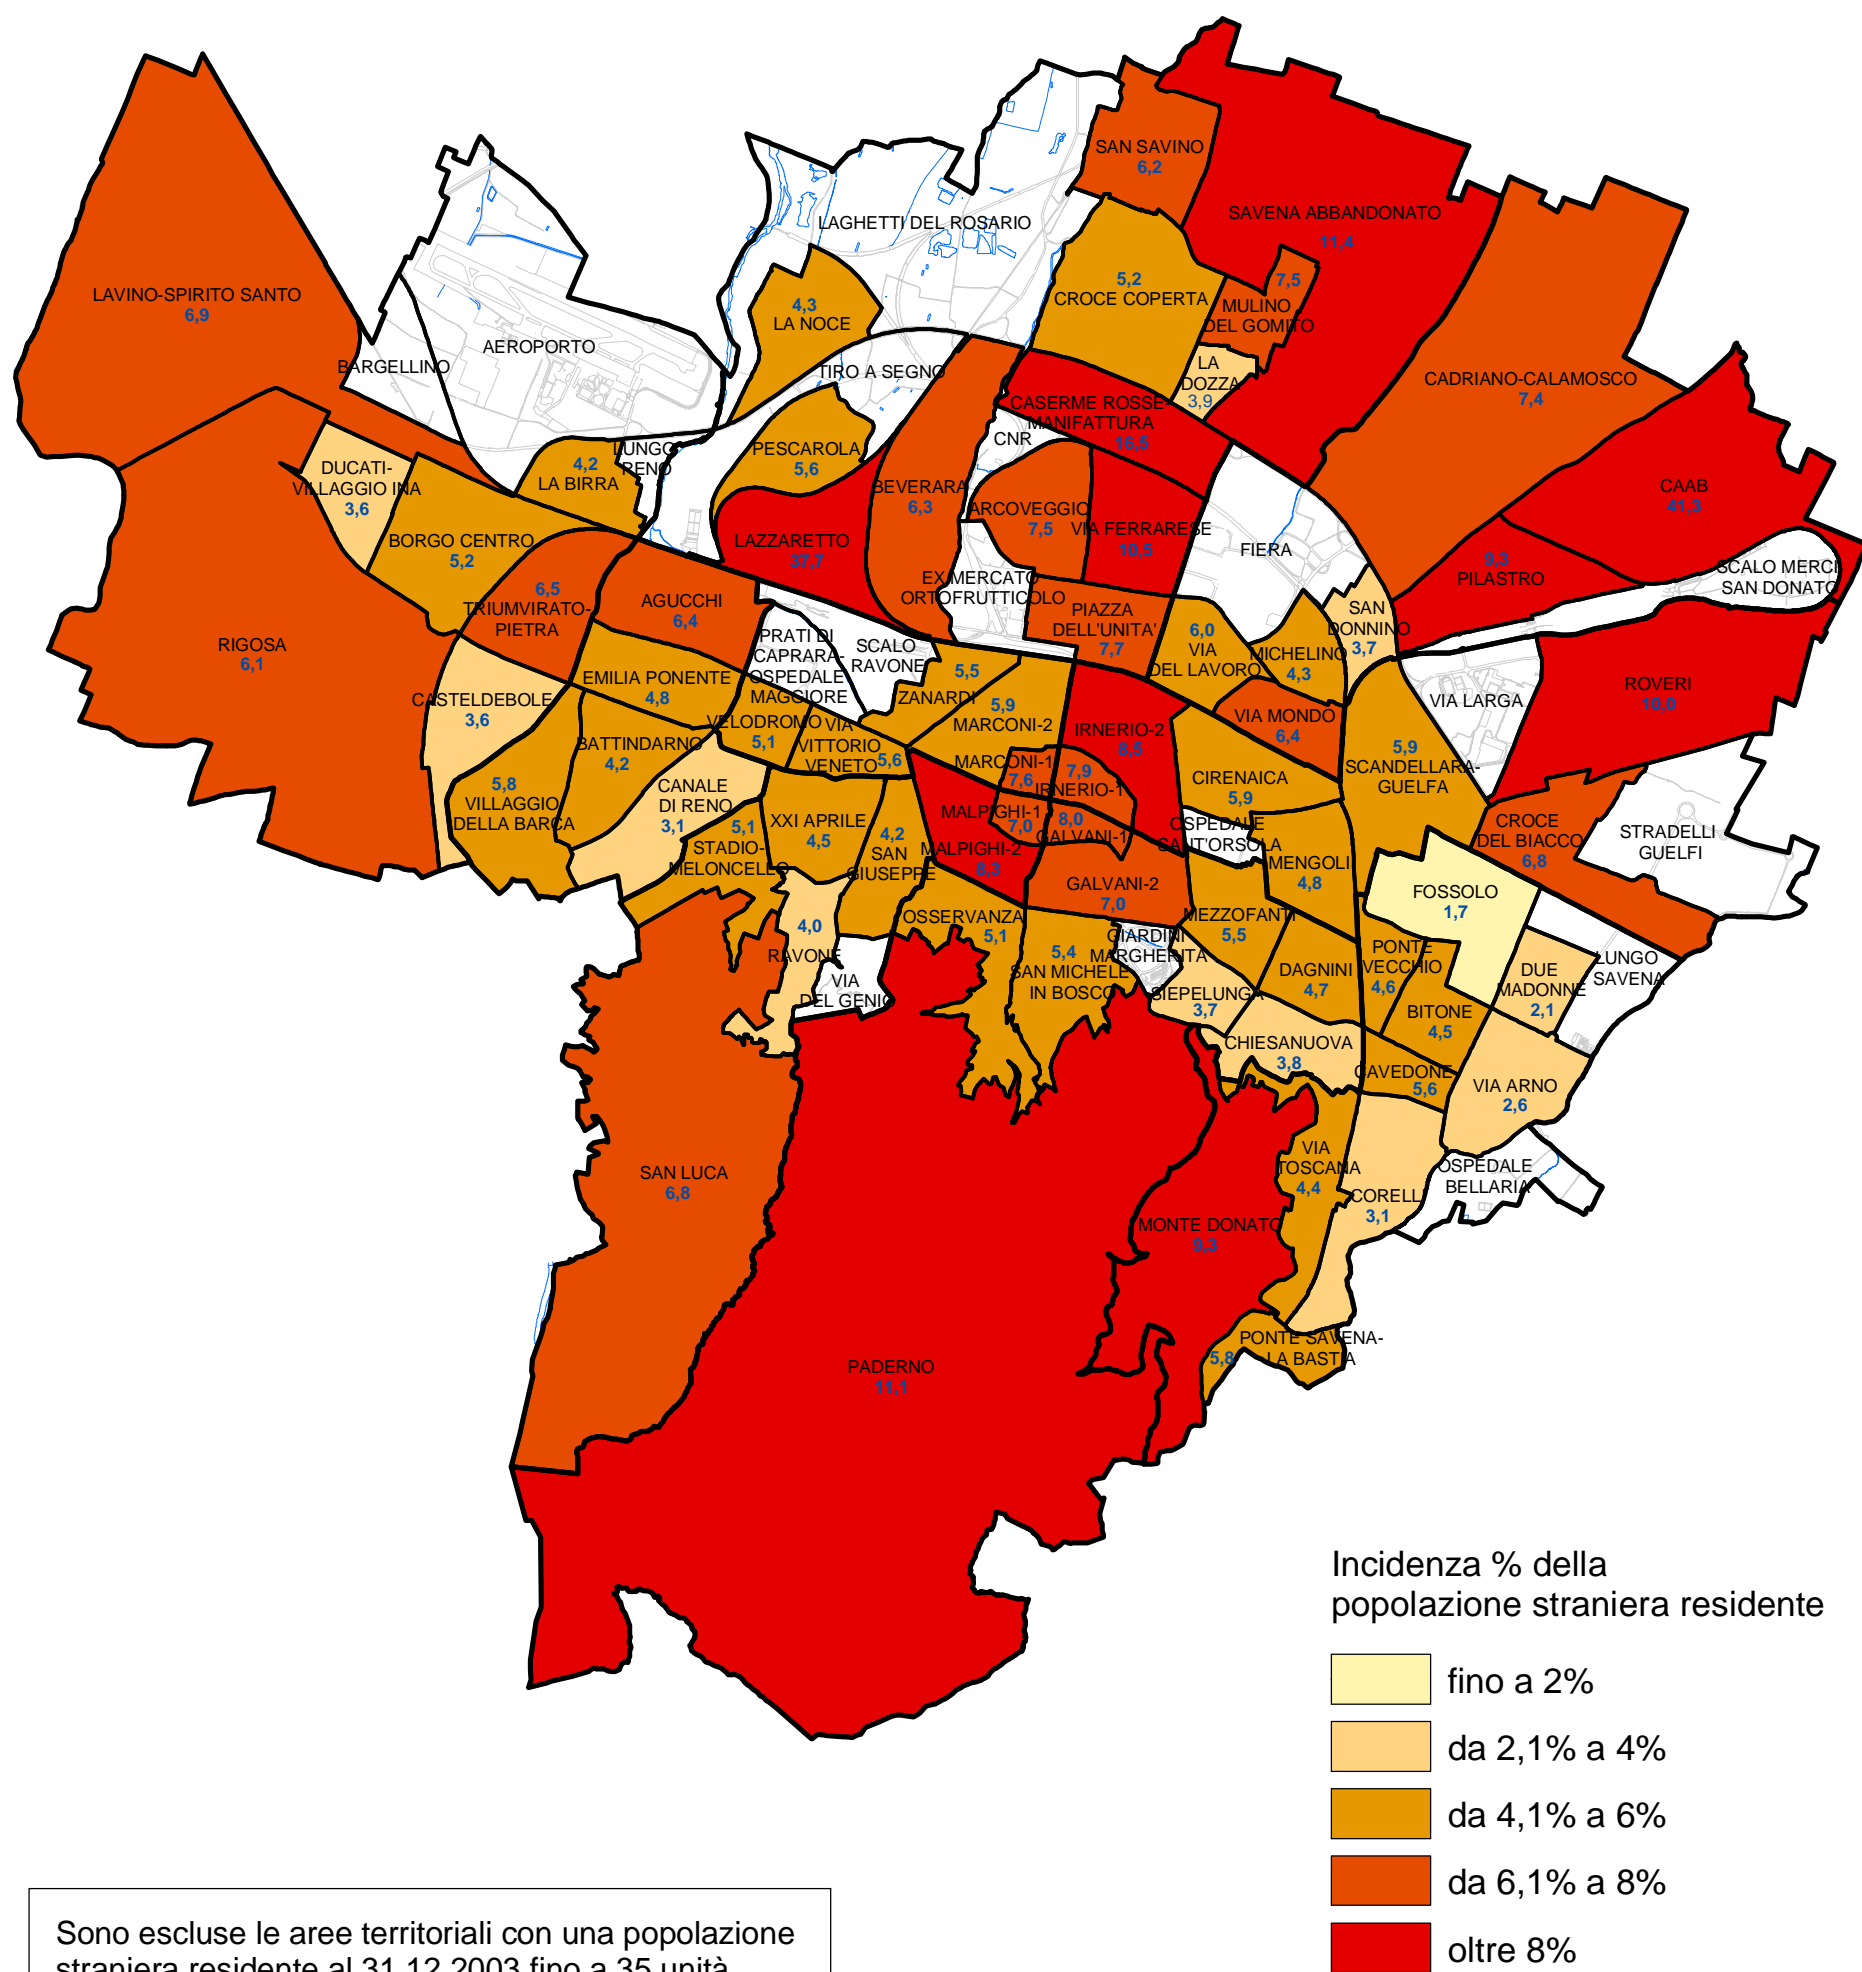 SAN SAVINO
6,2
SAVENA ABBANDONATO
11,4
LAGHETTI DEL ROSARIO
LAVINO-SPIRITO SANTO
6,9
5,2
CROCE COPERTA
7,5
MULINO
DEL GOMITO
4,3
LA NOCE
AEROPORTO
BARGELLINO
TIRO A SEGNO
LA
DOZZA
3,9
CADRIANO-CALAMOSCO
7,4
CASERME ROSSE-
MANIFATTURA
16,5
CNR
LUNGO
RENO
PESCAROLA
5,6
4,2
LA BIRRA
DUCATI-
VILLAGGIO INA
3,6
BEVERARA
6,3
ARCOVEGGIO
7,5
VIA FERRARESE
10,5
CAAB
41,3
BORGO CENTRO
5,2
LAZZARETTO
37,7
FIERA
9,3
PILASTRO
SCALO MERCI
SAN DONATO
EX MERCATO
ORTOFRUTTICOLO
6,5
TRIUMVIRATO-
PIETRA
AGUCCHI
6,4
PIAZZA
DELL'UNITA'
7,7
SAN
DONNINO
3,7
RIGOSA
6,1
PRATI DI
CAPRARA-
OSPEDALE
MAGGIORE
SCALO
RAVONE
6,0
VIA
DEL LAVORO
MICHELINO
4,3
EMILIA PONENTE
4,8
5,5
ZANARDI
ROVERI
10,0
CASTELDEBOLE
3,6
VIA LARGA
5,9
MARCONI-2
VIA MONDO
6,4
VELODROMO
5,1
VIA
VITTORIO
VENETO
5,6
IRNERIO-2
8,5
BATTINDARNO
4,2
5,9
SCANDELLARA-
GUELFA
MARCONI-1
7,6
7,9
IRNERIO-1
CIRENAICA
5,9
5,8
VILLAGGIO
DELLA BARCA
CANALE
DI RENO
3,1
5,1
STADIO-
MELONCELLO
XXI APRILE
4,5
4,2
SAN
GIUSEPPE
MALPIGHI-1
7,0
8,0
GALVANI-1
OSPEDALE
SANT'ORSOLA
CROCE
DEL BIACCO
6,8
STRADELLI
GUELFI
MALPIGHI-2
8,3
MENGOLI
4,8
GALVANI-2
7,0
FOSSOLO
1,7
OSSERVANZA
5,1
MEZZOFANTI
5,5
4,0
RAVONE
GIARDINI
MARGHERITA
5,4
SAN MICHELE
IN BOSCO
PONTE
VECCHIO
4,6
DAGNINI
4,7
DUE
MADONNE
2,1
LUNGO
SAVENA
VIA
DEL GENIO
SIEPELUNGA
3,7
BITONE
4,5
CHIESANUOVA
3,8
CAVEDONE
5,6
VIA ARNO
2,6
VIA
TOSCANA
4,4
OSPEDALE
BELLARIA
SAN LUCA
6,8
CORELLI
3,1
MONTE DONATO
9,3
PONTE SAVENA-
LA BASTIA
5,8
PADERNO
11,1
Incidenza % della
popolazione straniera residente
fino a 2%
da 2,1% a 4%
da 4,1% a 6%
da 6,1% a 8%
oltre 8%
Sono escluse le aree territoriali con una popolazione
straniera residente al 31.12.2003 fino a 35 unità